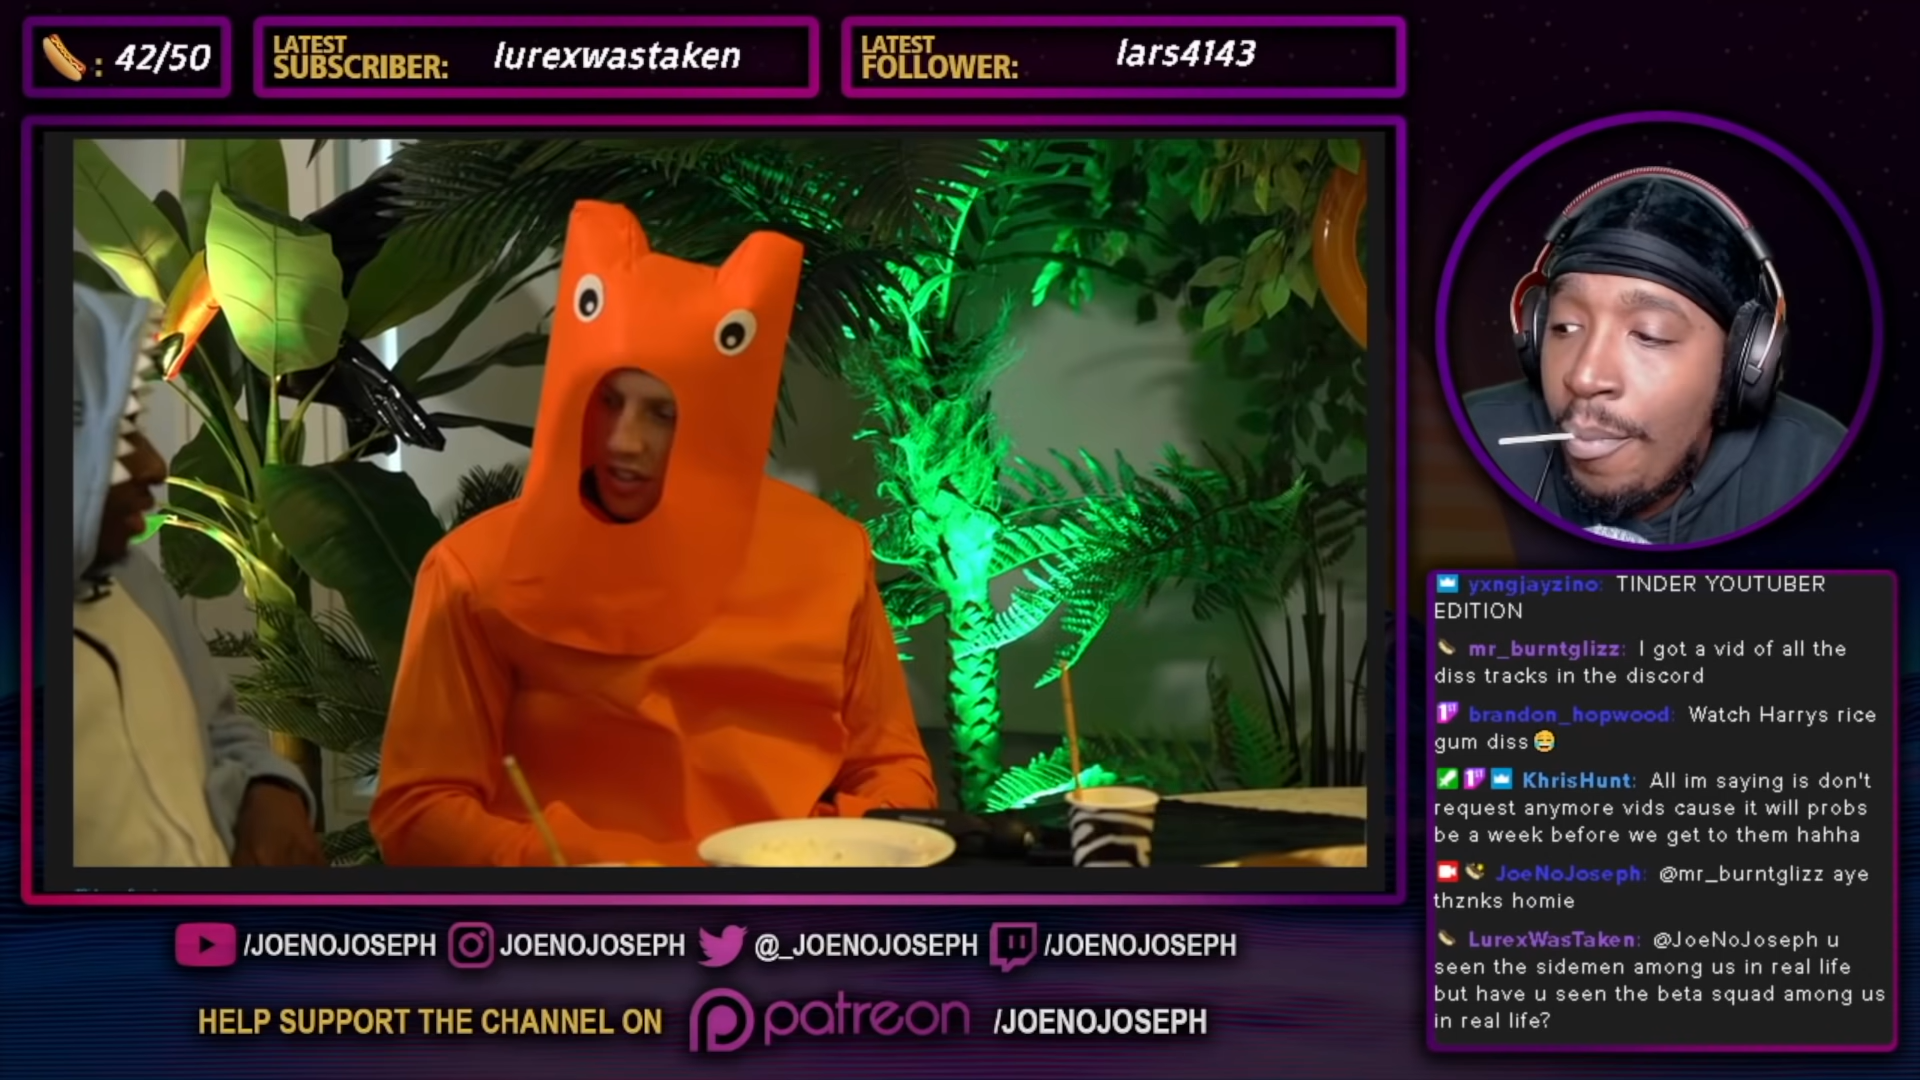 : 42/50
LATEST
SUBSCRIBER:
lurexwastaken
LATEST
FOLLOWER:
lars4143
yxngjayzino: TINDER YOUTUBER
EDITION
mr_burntglizz: I got a vid of all the
diss tracks in the discord
brandon_hopwood: Watch Harrys rice
gum diss😂
KhrisHunt: All im saying is don't
request anymore vids cause it will probs
be a week before we get to them hahha
JoeNoJoseph: @mr_burntglizz aye
thznks homie
LurexWasTaken: @JoeNoJoseph u
seen the sidemen among us in real life
but have u seen the beta squad among us
in real life?
/JOENOJOSEPH JOENOJOSEPH @_JOENOJOSEPH /JOENOJOSEPH
HELP SUPPORT THE CHANNEL ON patreon /JOENOJOSEPH